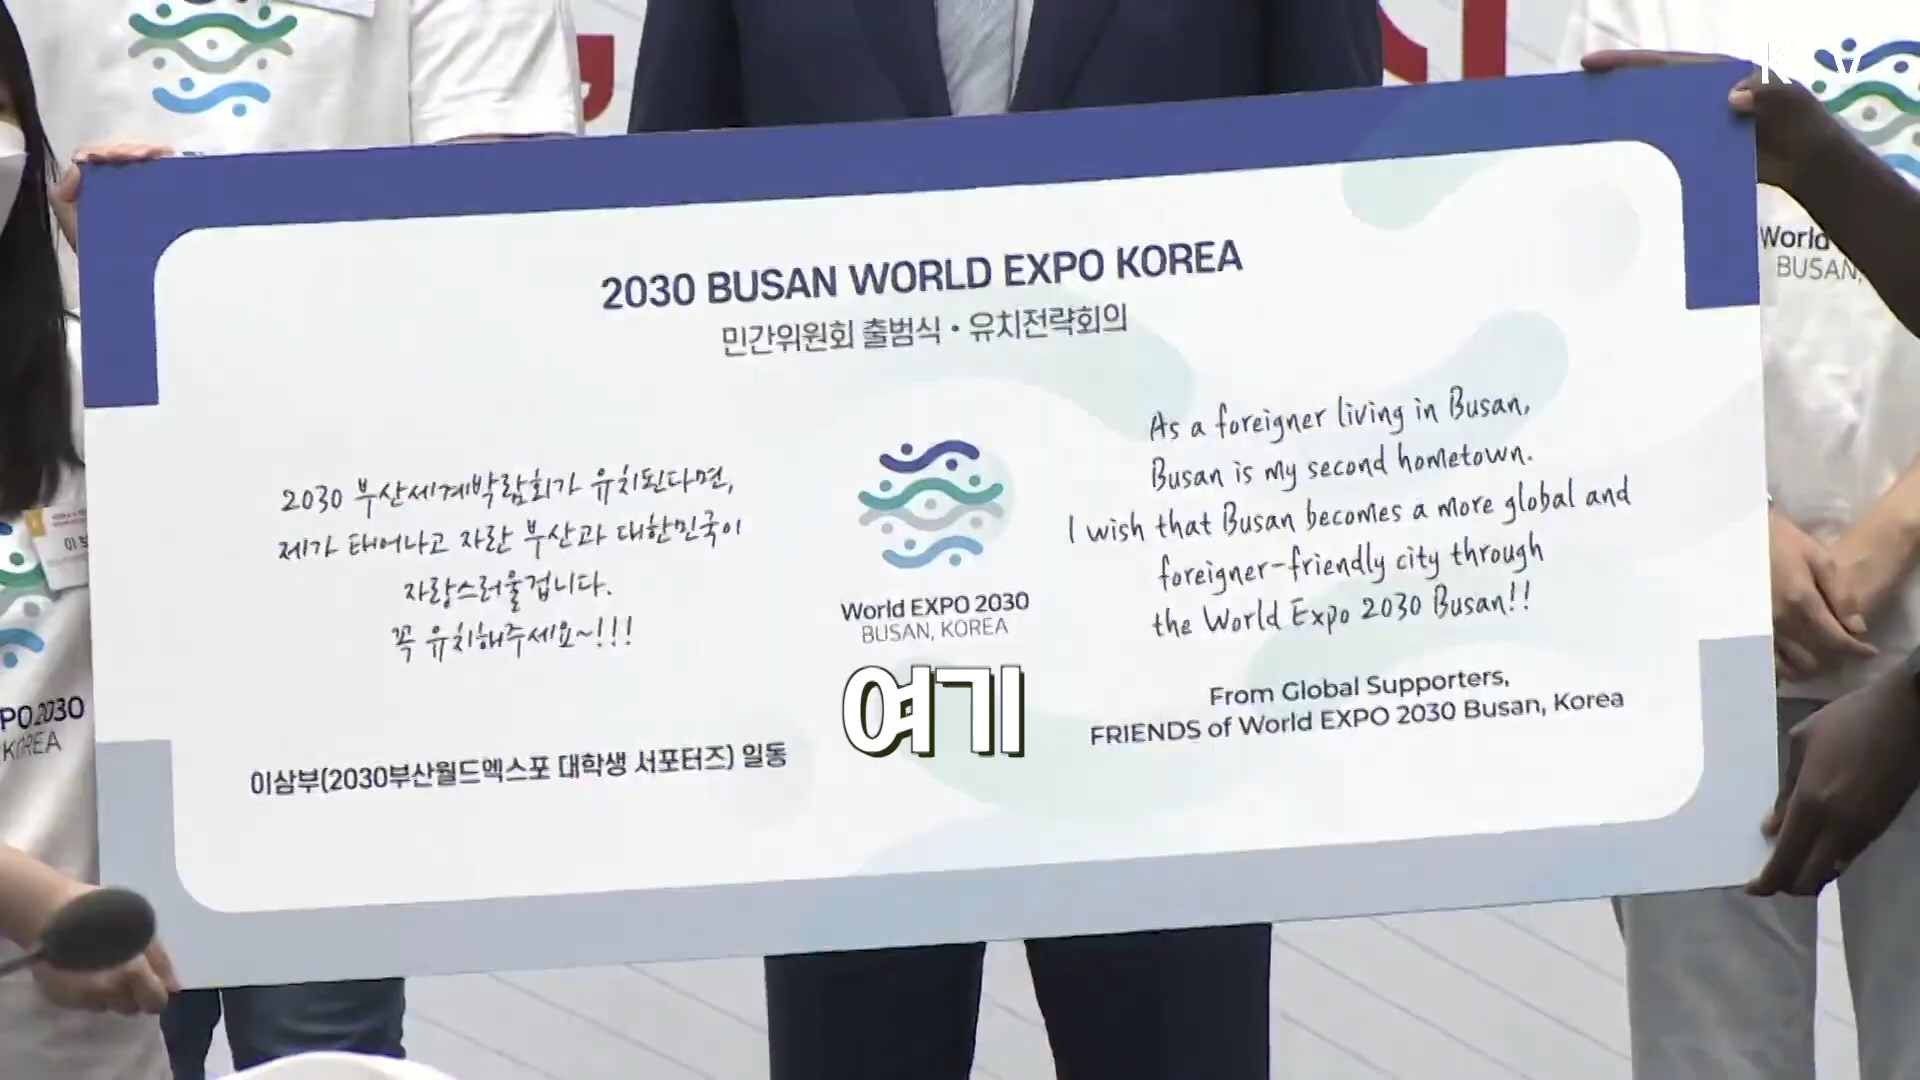 KTV
2030 BUSAN WORLD EXPO KOREA
민간위원회 출범식 • 유치전략회의
2030 부산세계박람회가 유치된다면,
제가 태어나고 자란 부산과 대한민국이
자랑스러울겁니다.
꼭 유치해주세요~!!!
이삼부(2030부산월드엑스포 대학생 서포터즈) 일동
World EXPO 2030
BUSAN, KOREA
여기
As a foreigner living in Busan,
Busan is my second hometown.
I wish that Busan becomes a more global and
foreigner-friendly city through
the World Expo 2030 Busan!!
From Global Supporters,
FRIENDS of World EXPO 2030 Busan, Korea
World
BUSAN,
PO 2030
KOREA